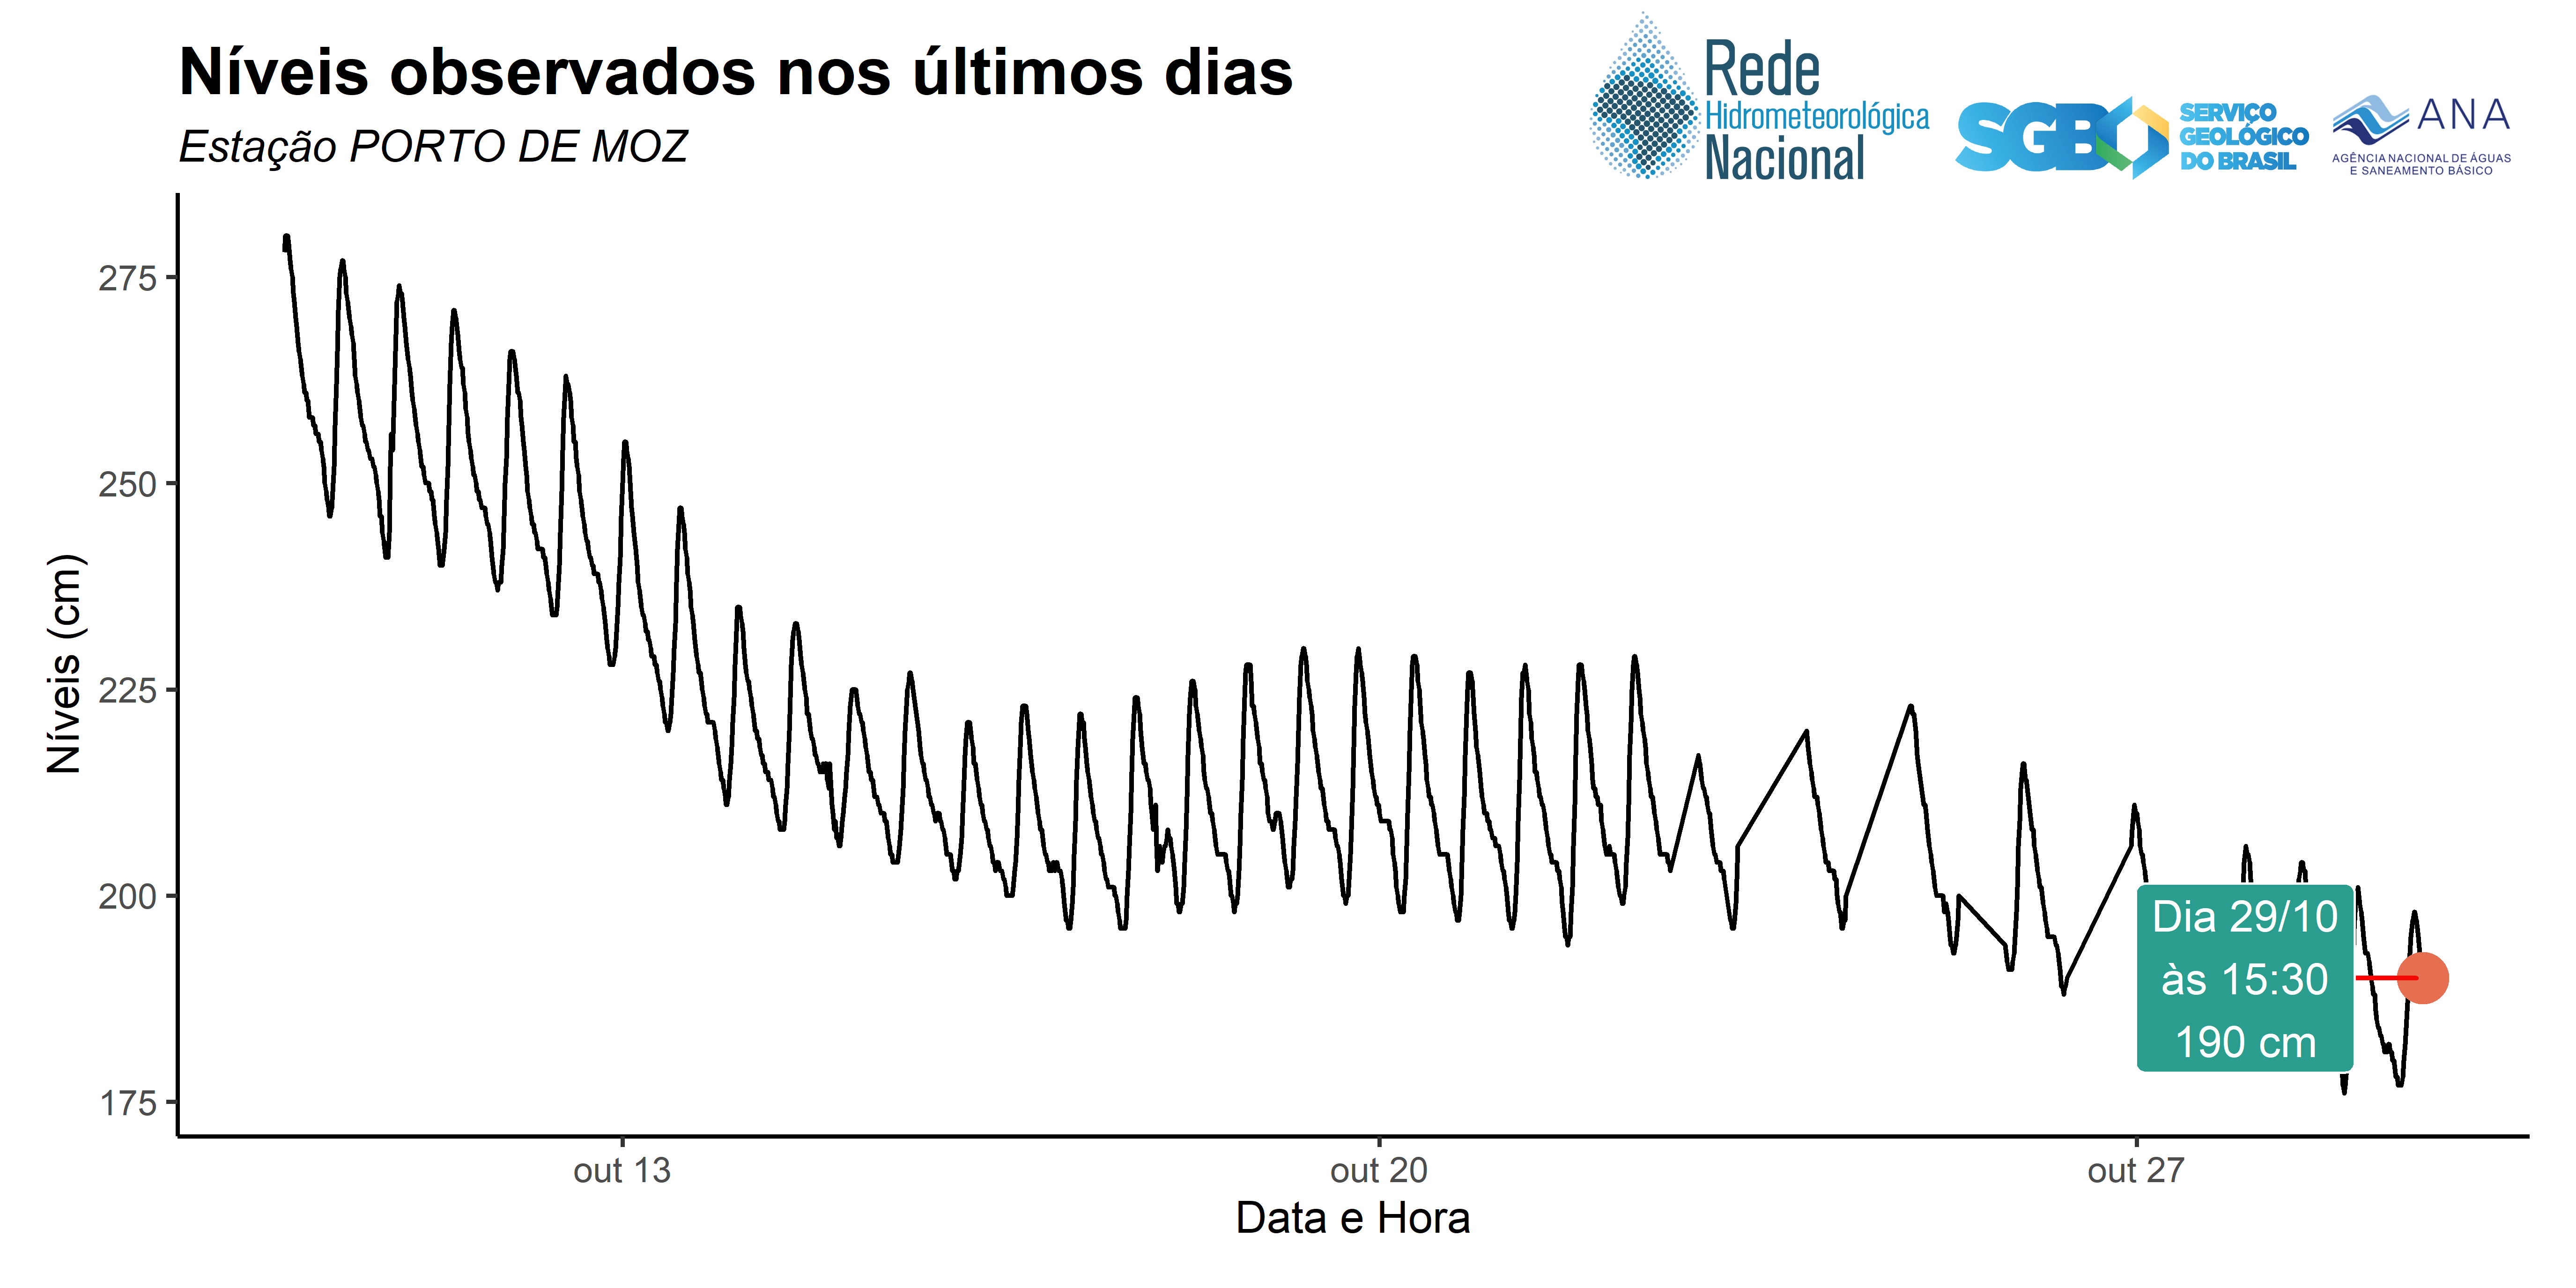 Níveis observados nos últimos dias
Estação PORTO DE MOZ
Rede
Hidrometeorológica
Nacional
SGB
SERVIÇO
GEOLÓGICO
DO BRASIL
ANA
AGÊNCIA NACIONAL DE ÁGUAS
E SANEAMENTO BÁSICO
Níveis (cm)
275
250
225
200
175
Dia 29/10
às 15:30
190 cm
out 13
out 20
out 27
Data e Hora